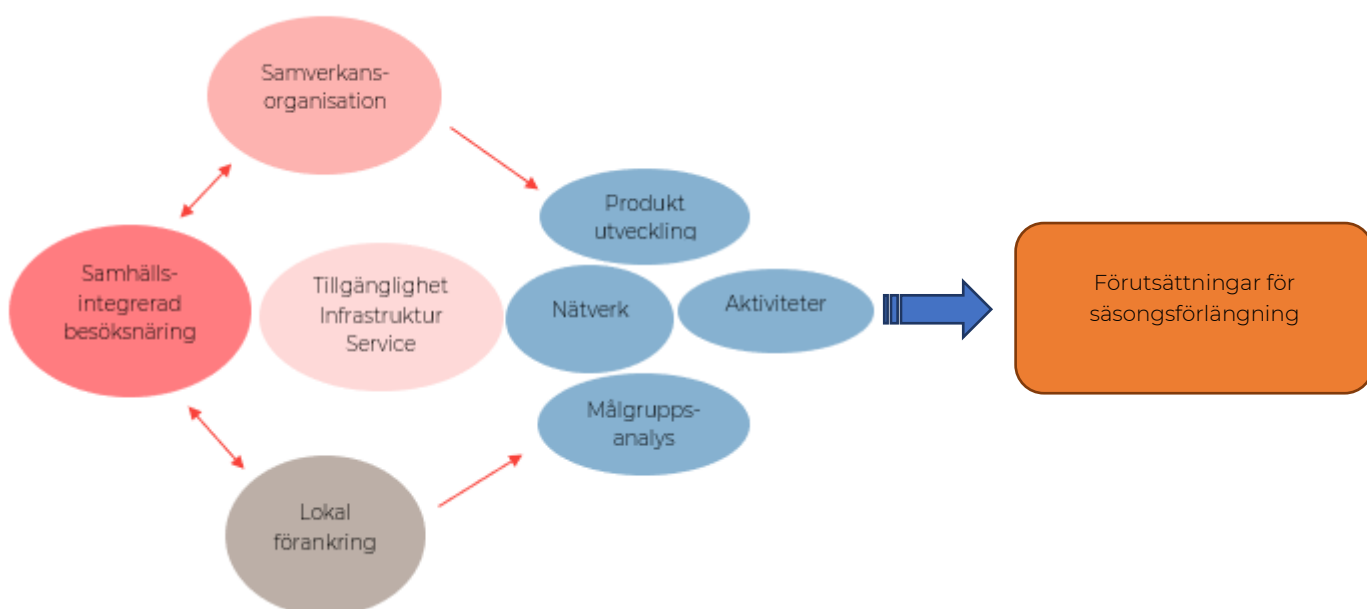 Samverkans-
organisation
Produkt
utveckling
Samhälls-
integrerad
besöksnäring
Tillgänglighet
Infrastruktur
Service
Nätverk
Aktiviteter
Förutsättningar för
säsongsförlängning
Målgrupps-
analys
Lokal
förankring